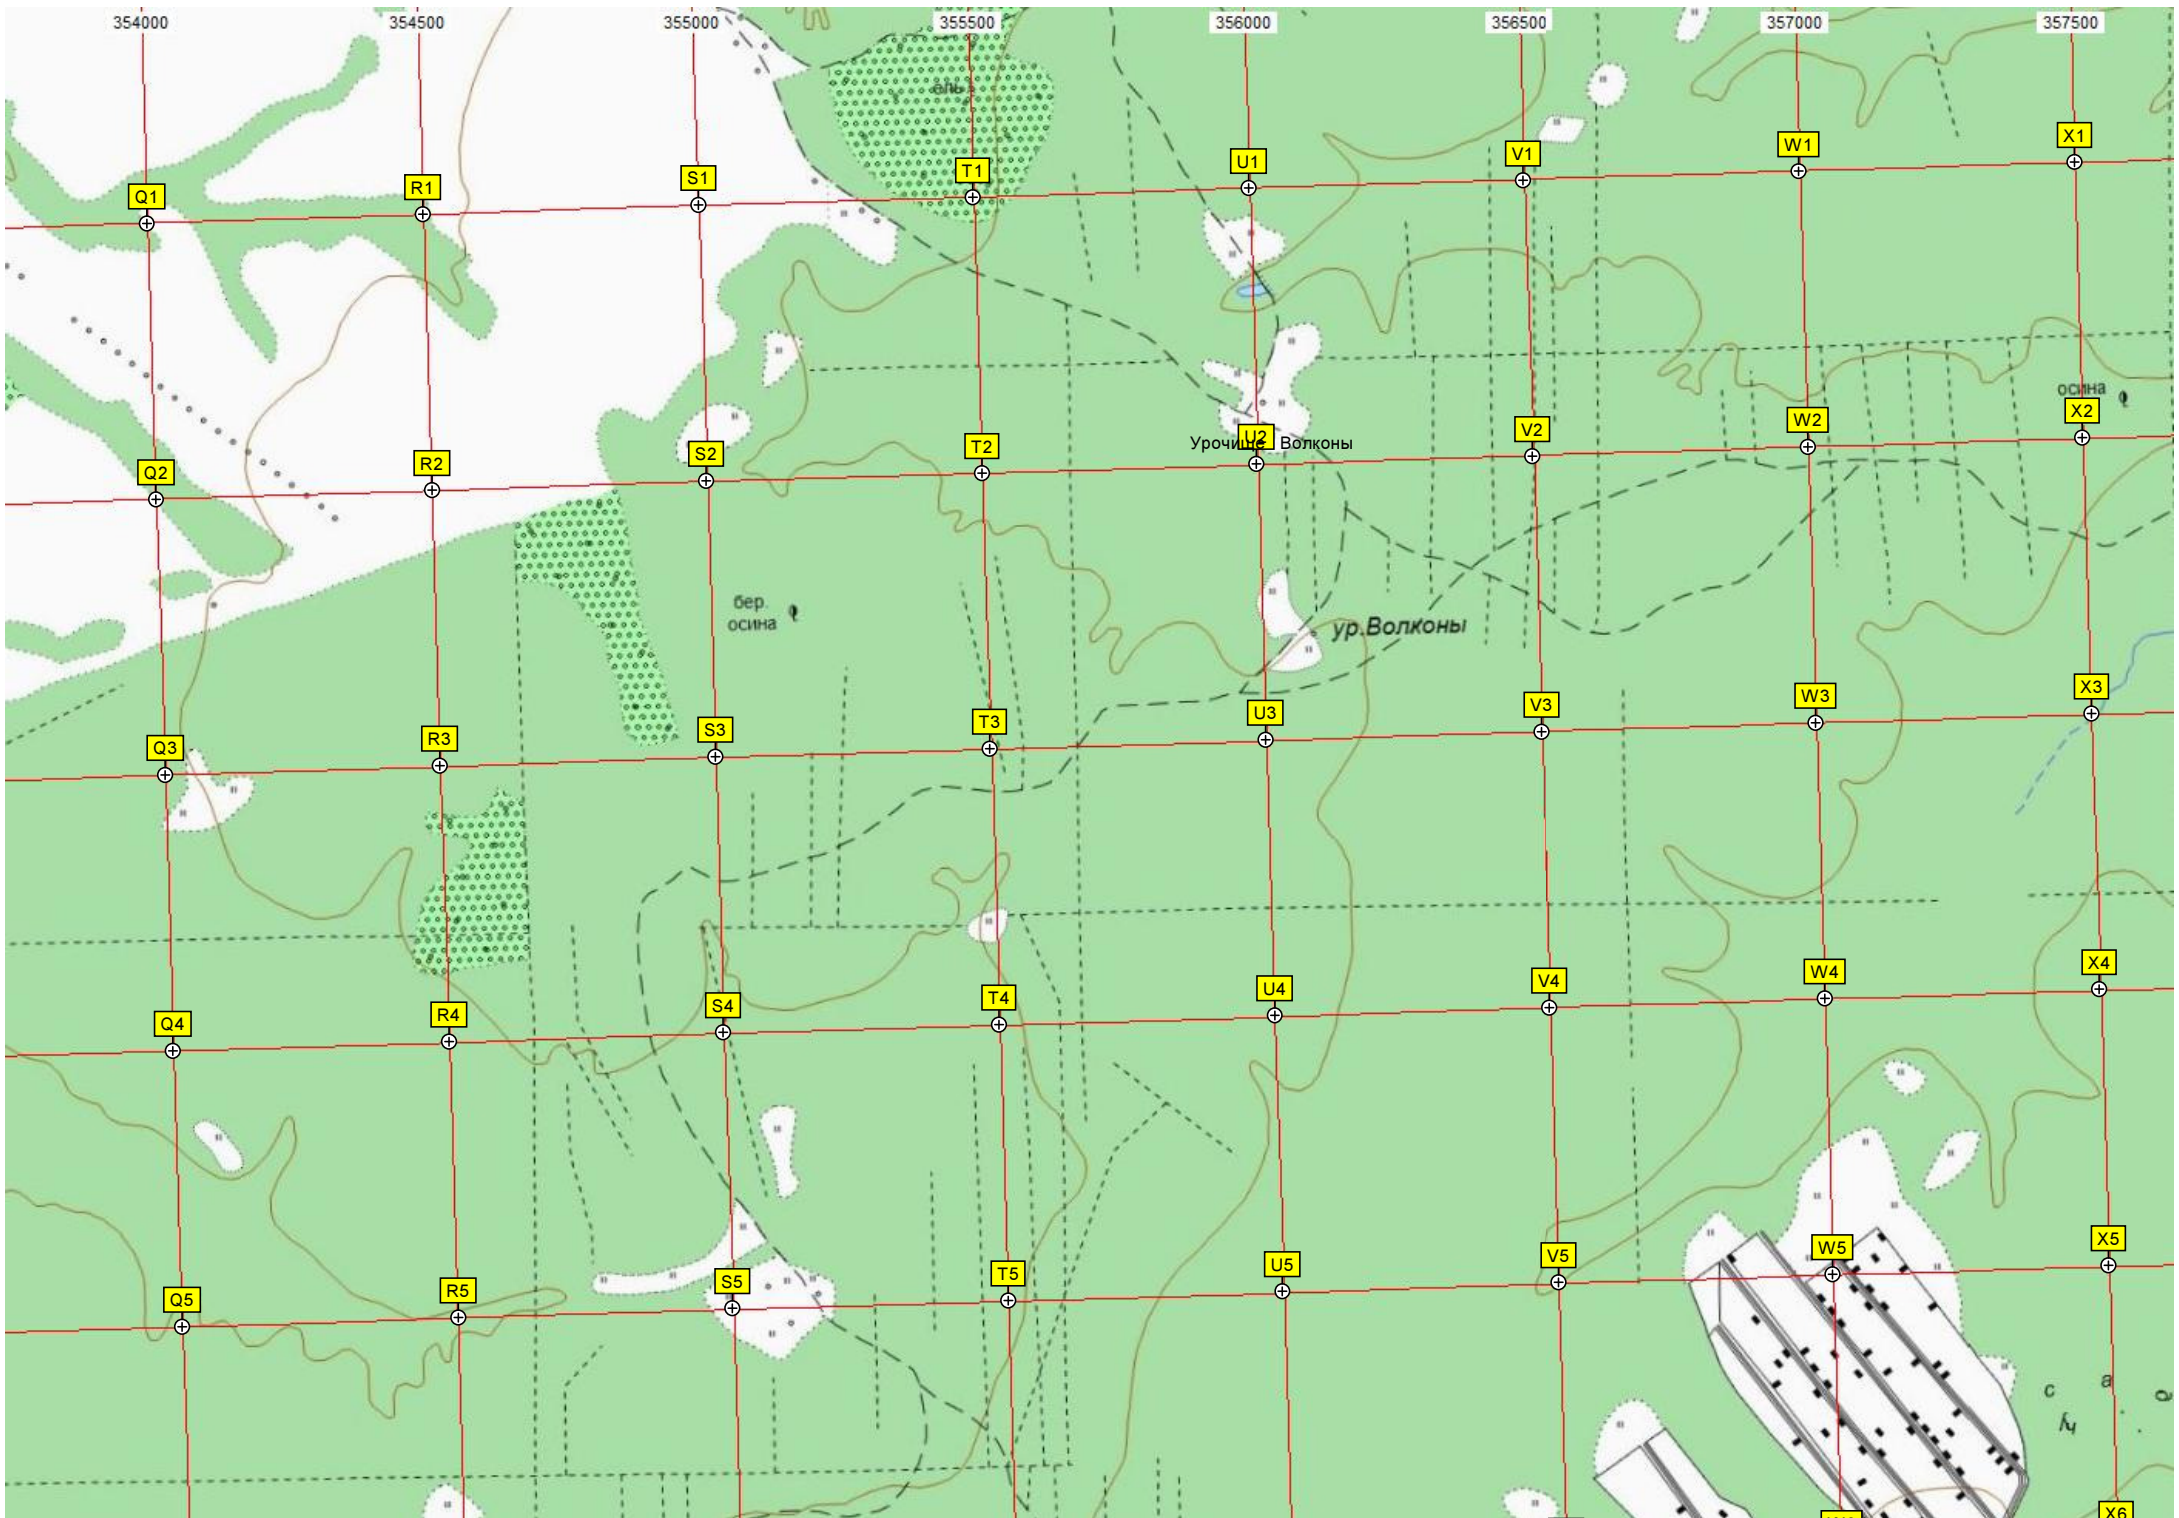 354000 354500 355000 355500 356000 356500 357000 357500
ель
Q1 R1 S1 T1 U1 V1 W1 X1
осина
Q2 R2 S2 T2 U2 V2 W2 X2
Урочище Волконы
бер.
осина
ур.Волконы
Q3 R3 S3 T3 U3 V3 W3 X3
Q4 R4 S4 T4 U4 V4 W4 X4
Q5 R5 S5 T5 U5 V5 W5 X5
с а
X6